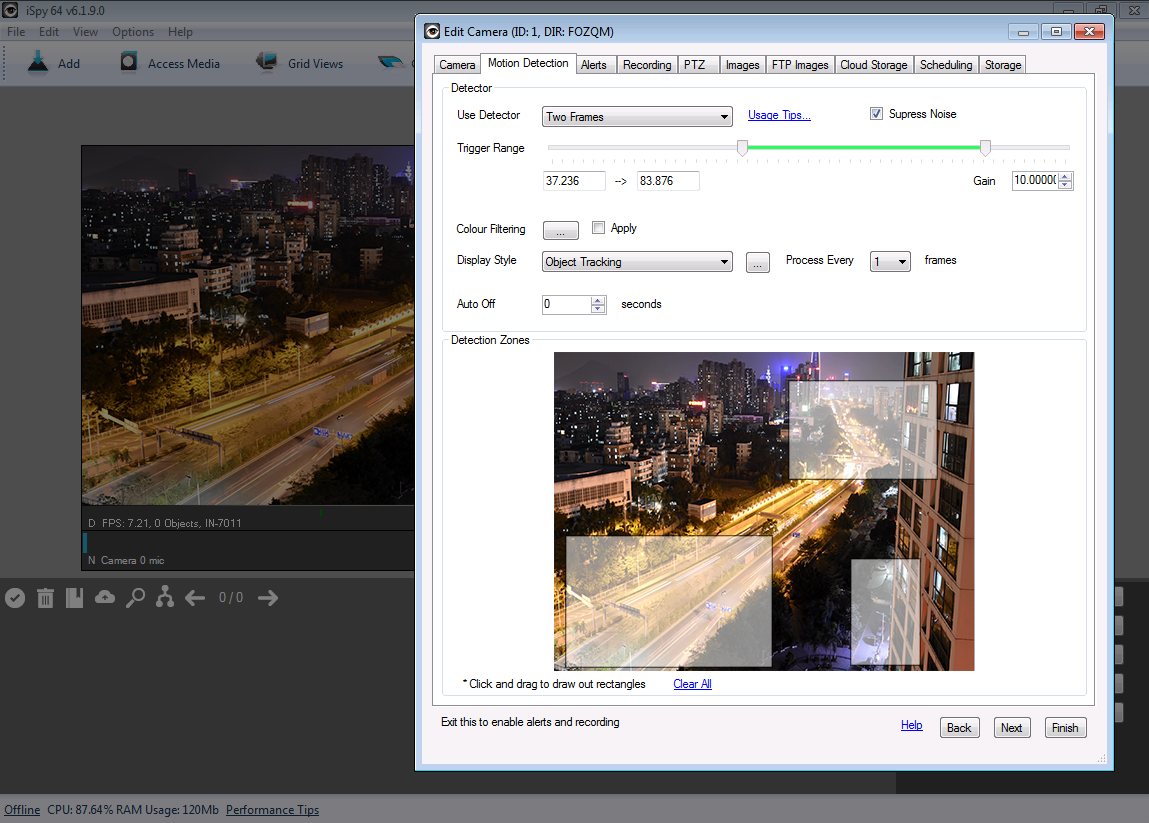 iSpy 64 v6.1.9.0
File Edit View Options Help
Add Access Media Grid Views
D FPS: 7.21, 0 Objects, IN-7011
N Camera 0 mic
0 / 0
Offline CPU: 87.64% RAM Usage: 120Mb Performance Tips
Edit Camera (ID: 1, DIR: FOZQM)
Camera Motion Detection Alerts Recording PTZ Images FTP Images Cloud Storage Scheduling Storage
Detector
Use Detector Two Frames Usage Tips... Supress Noise
Trigger Range
37.236 --> 83.876 Gain 10.0000
Colour Filtering ... Apply
Display Style Object Tracking ... Process Every 1 frames
Auto Off 0 seconds
Detection Zones
* Click and drag to draw out rectangles Clear All
Exit this to enable alerts and recording
Help Back Next Finish